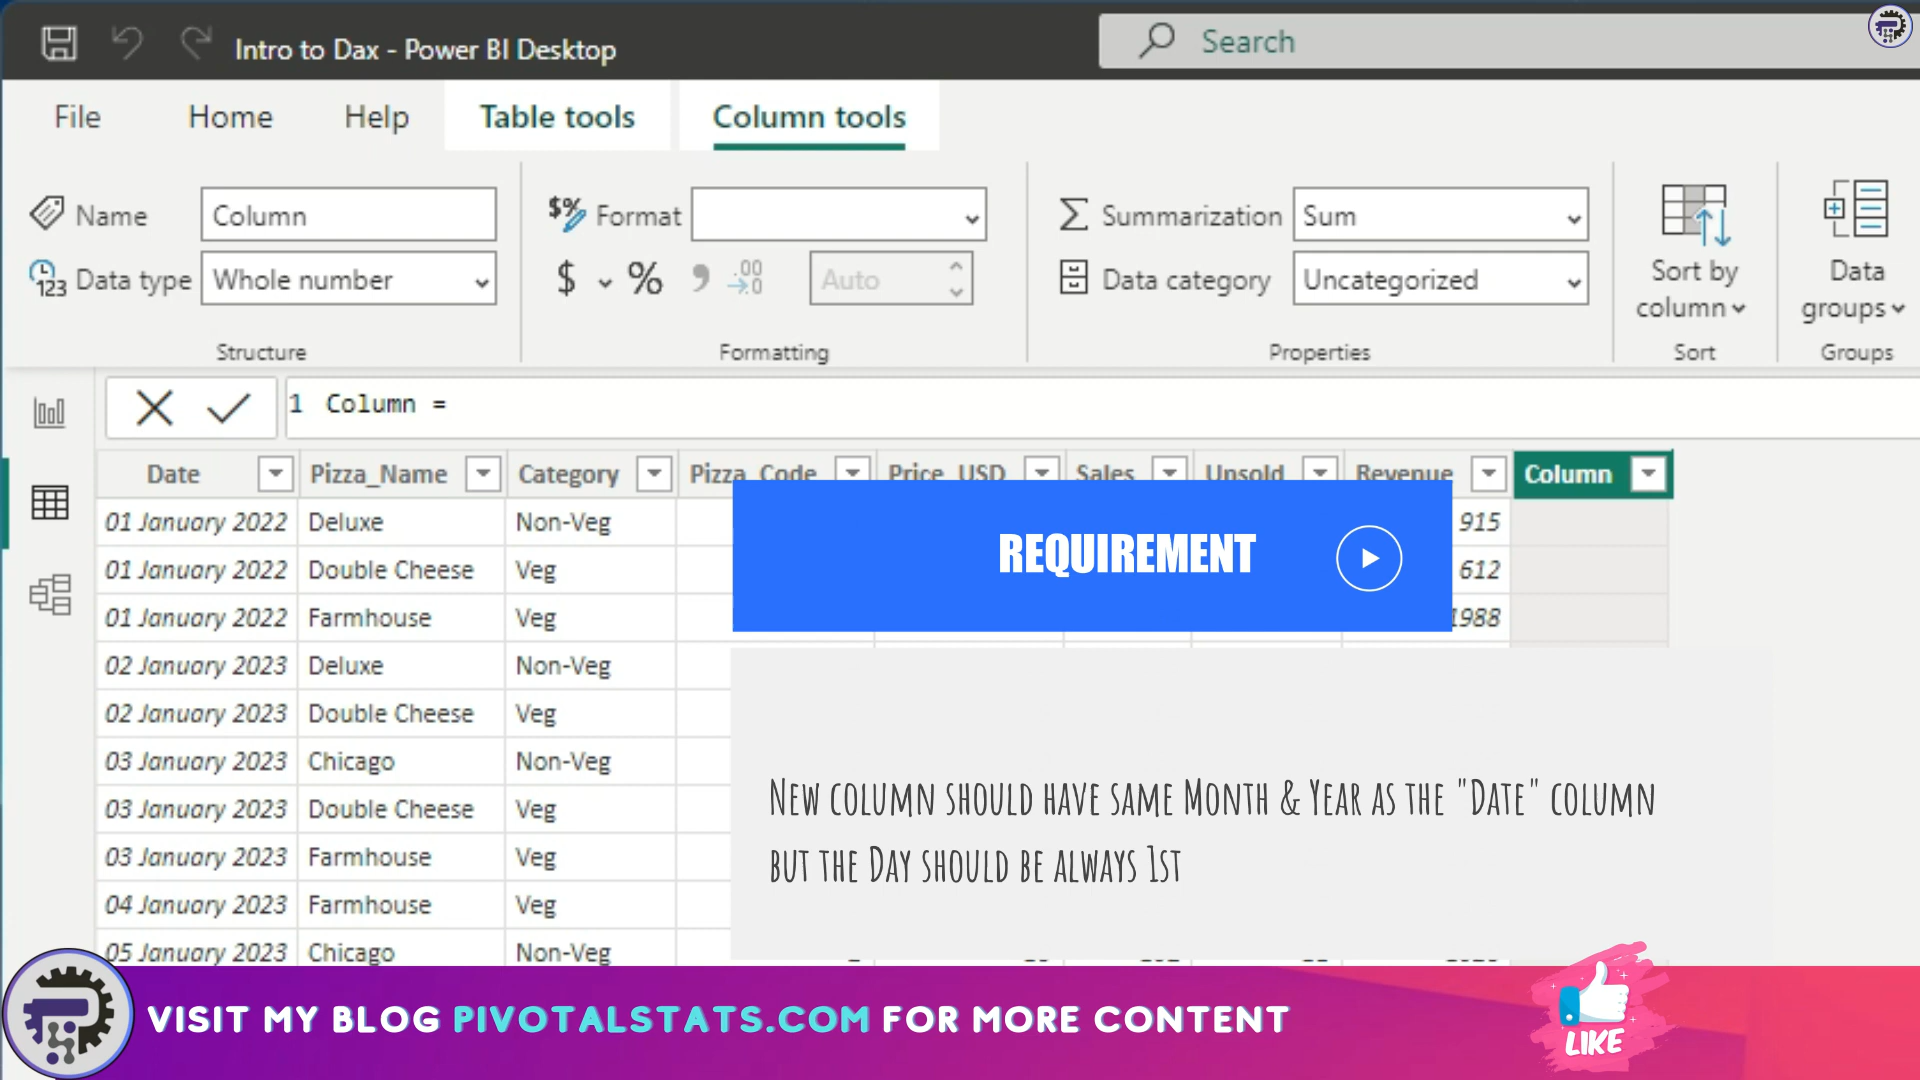 Intro to Dax - Power BI Desktop
Search
File Home Help Table tools Column tools
Name Column
Data type Whole number
Structure
$% Format
$ % 9 .00 .0 Auto
Formatting
Summarization Sum
Data category Uncategorized
Properties
Sort by
column
Sort
Data
groups
Groups
1 Column =
Date Pizza_Name Category Pizza_Code Price_USD Sales Unsold Revenue Column
01 January 2022 Deluxe Non-Veg 915
01 January 2022 Double Cheese Veg 612
01 January 2022 Farmhouse Veg 1988
02 January 2023 Deluxe Non-Veg
02 January 2023 Double Cheese Veg
03 January 2023 Chicago Non-Veg
03 January 2023 Double Cheese Veg
03 January 2023 Farmhouse Veg
04 January 2023 Farmhouse Veg
05 January 2023 Chicago Non-Veg
REQUIREMENT
New column should have same Month & Year as the "Date" column
but the Day should be always 1st
VISIT MY BLOG PIVOTALSTATS.COM FOR MORE CONTENT
LIKE